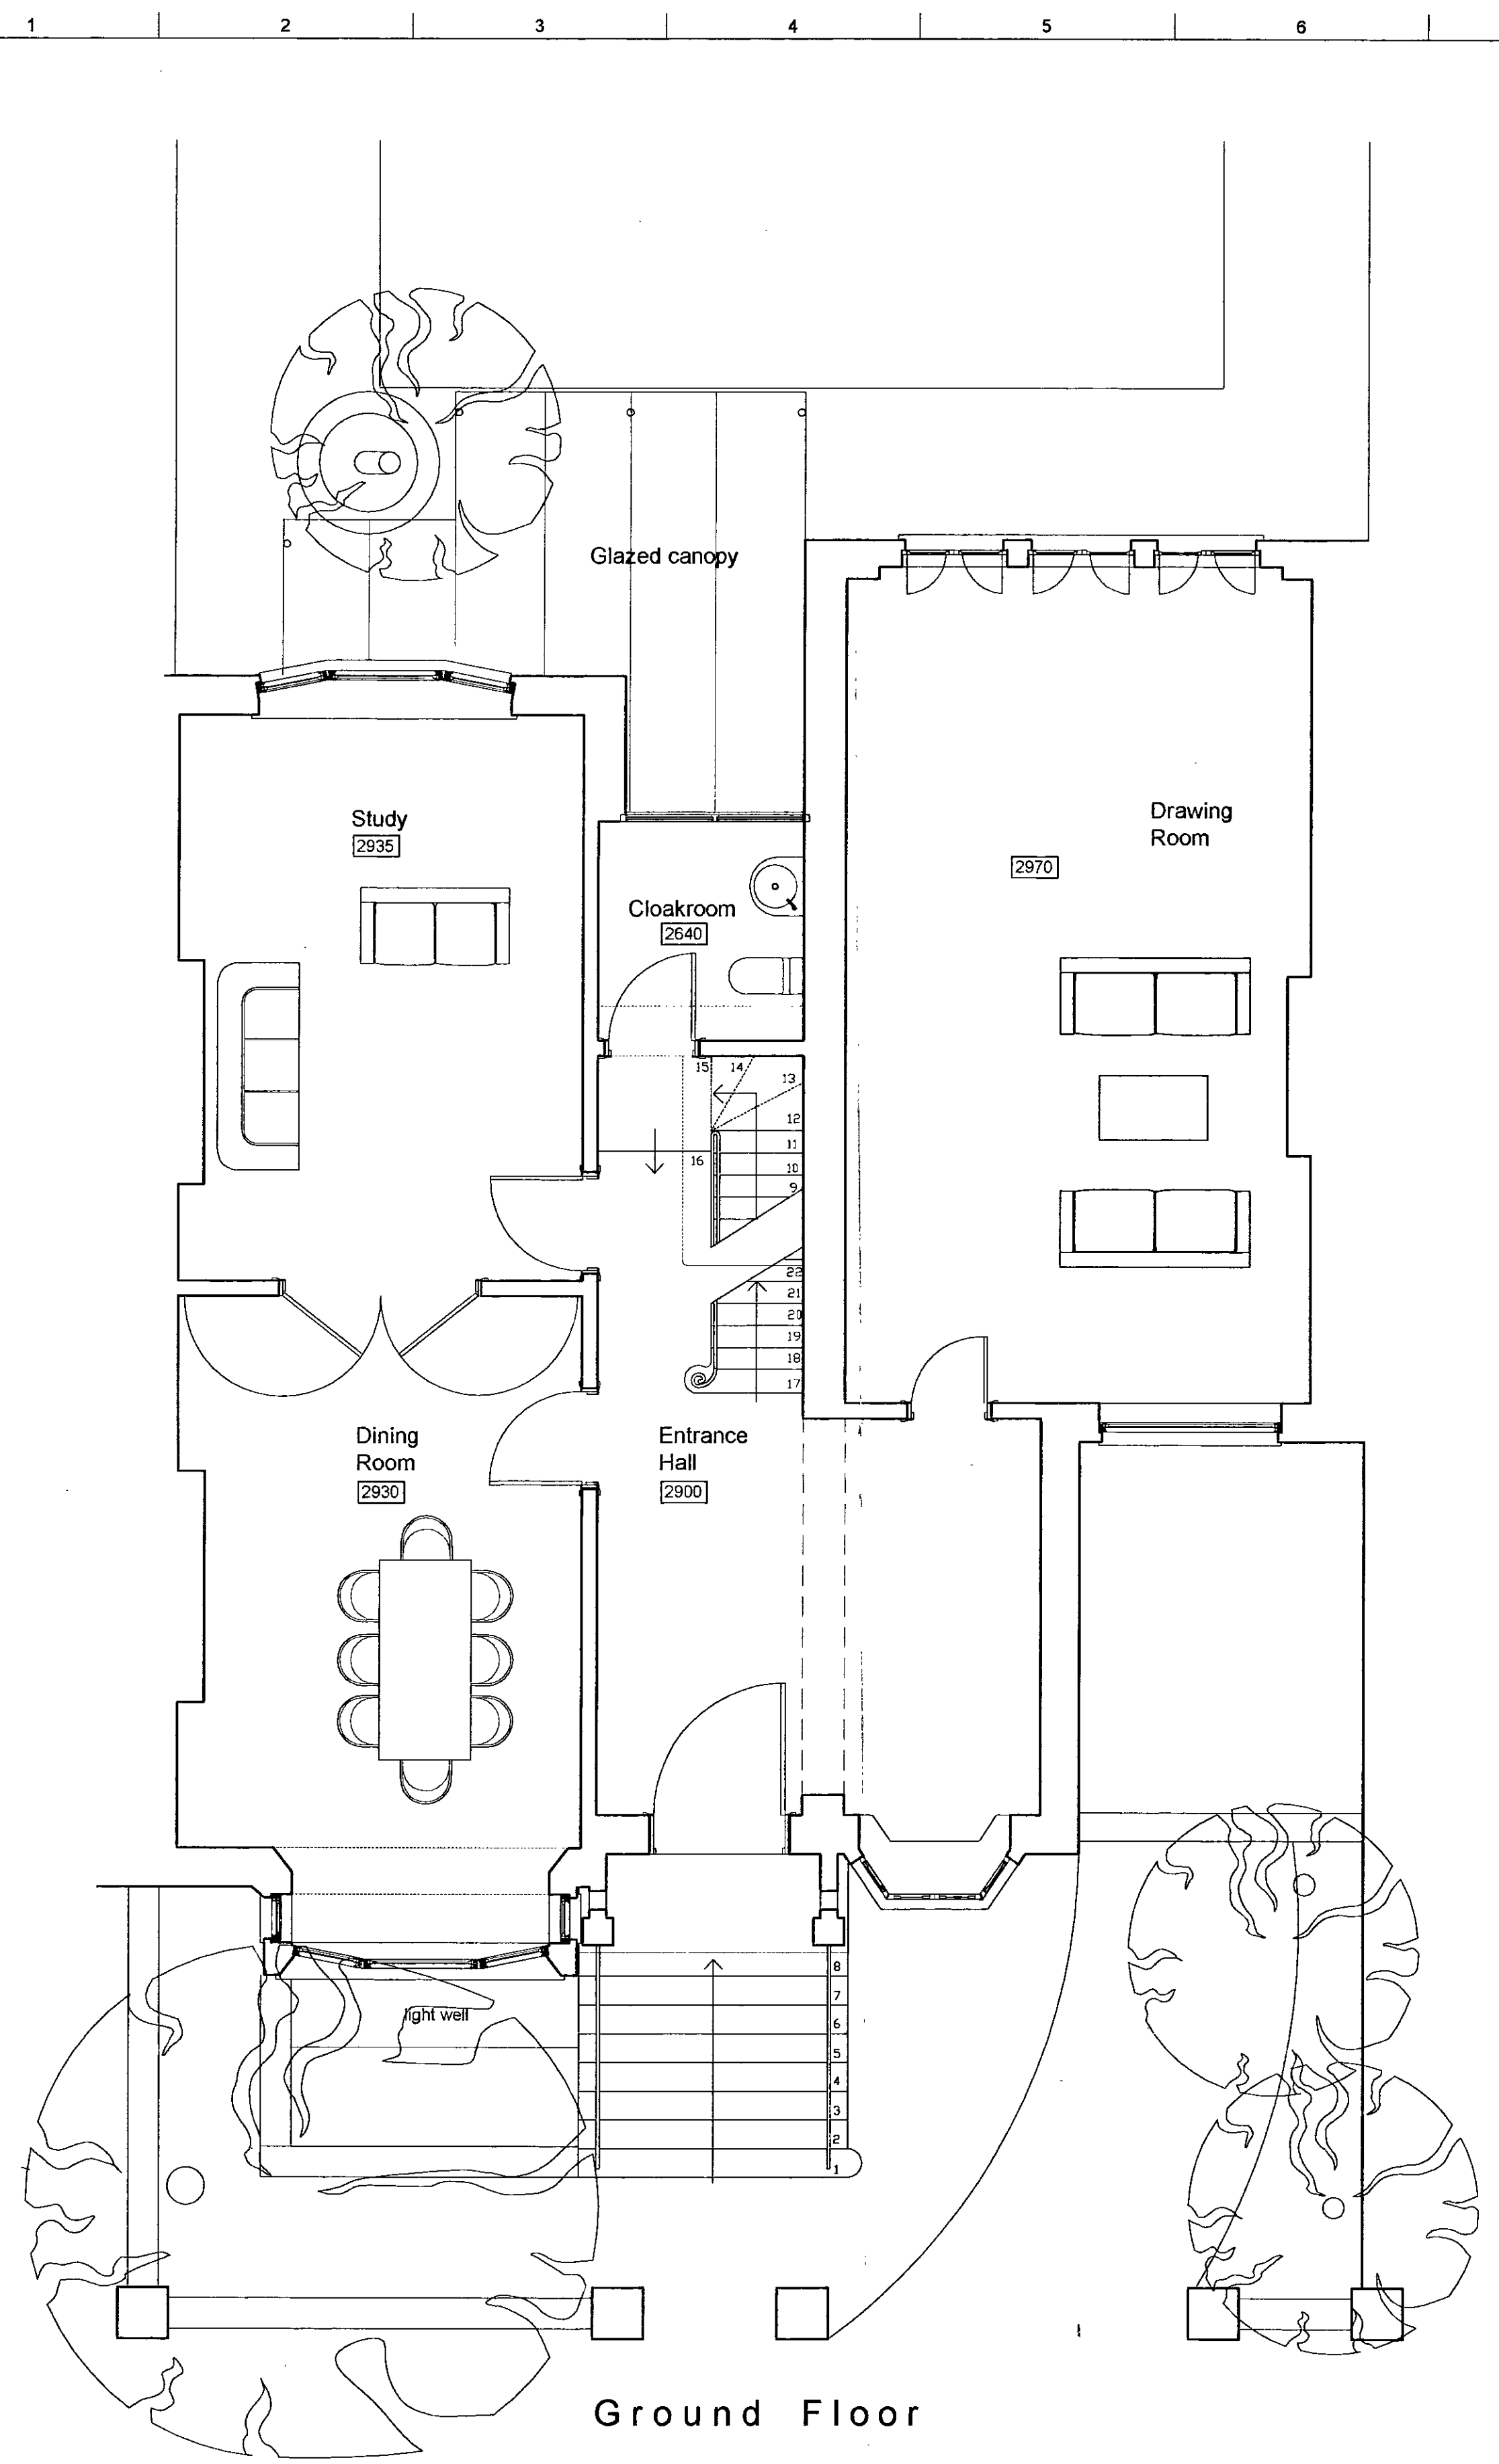 1 2 3 4 5 6
Glazed canopy
Study
2935
Drawing
Room
2970
Cloakroom
2640
15 14
13
12
11
16
10
9
22
21
20
19
18
17
Dining
Room
2930
Entrance
Hall
2900
8
7
light well
6
5
4
3
2
1
Ground Floor